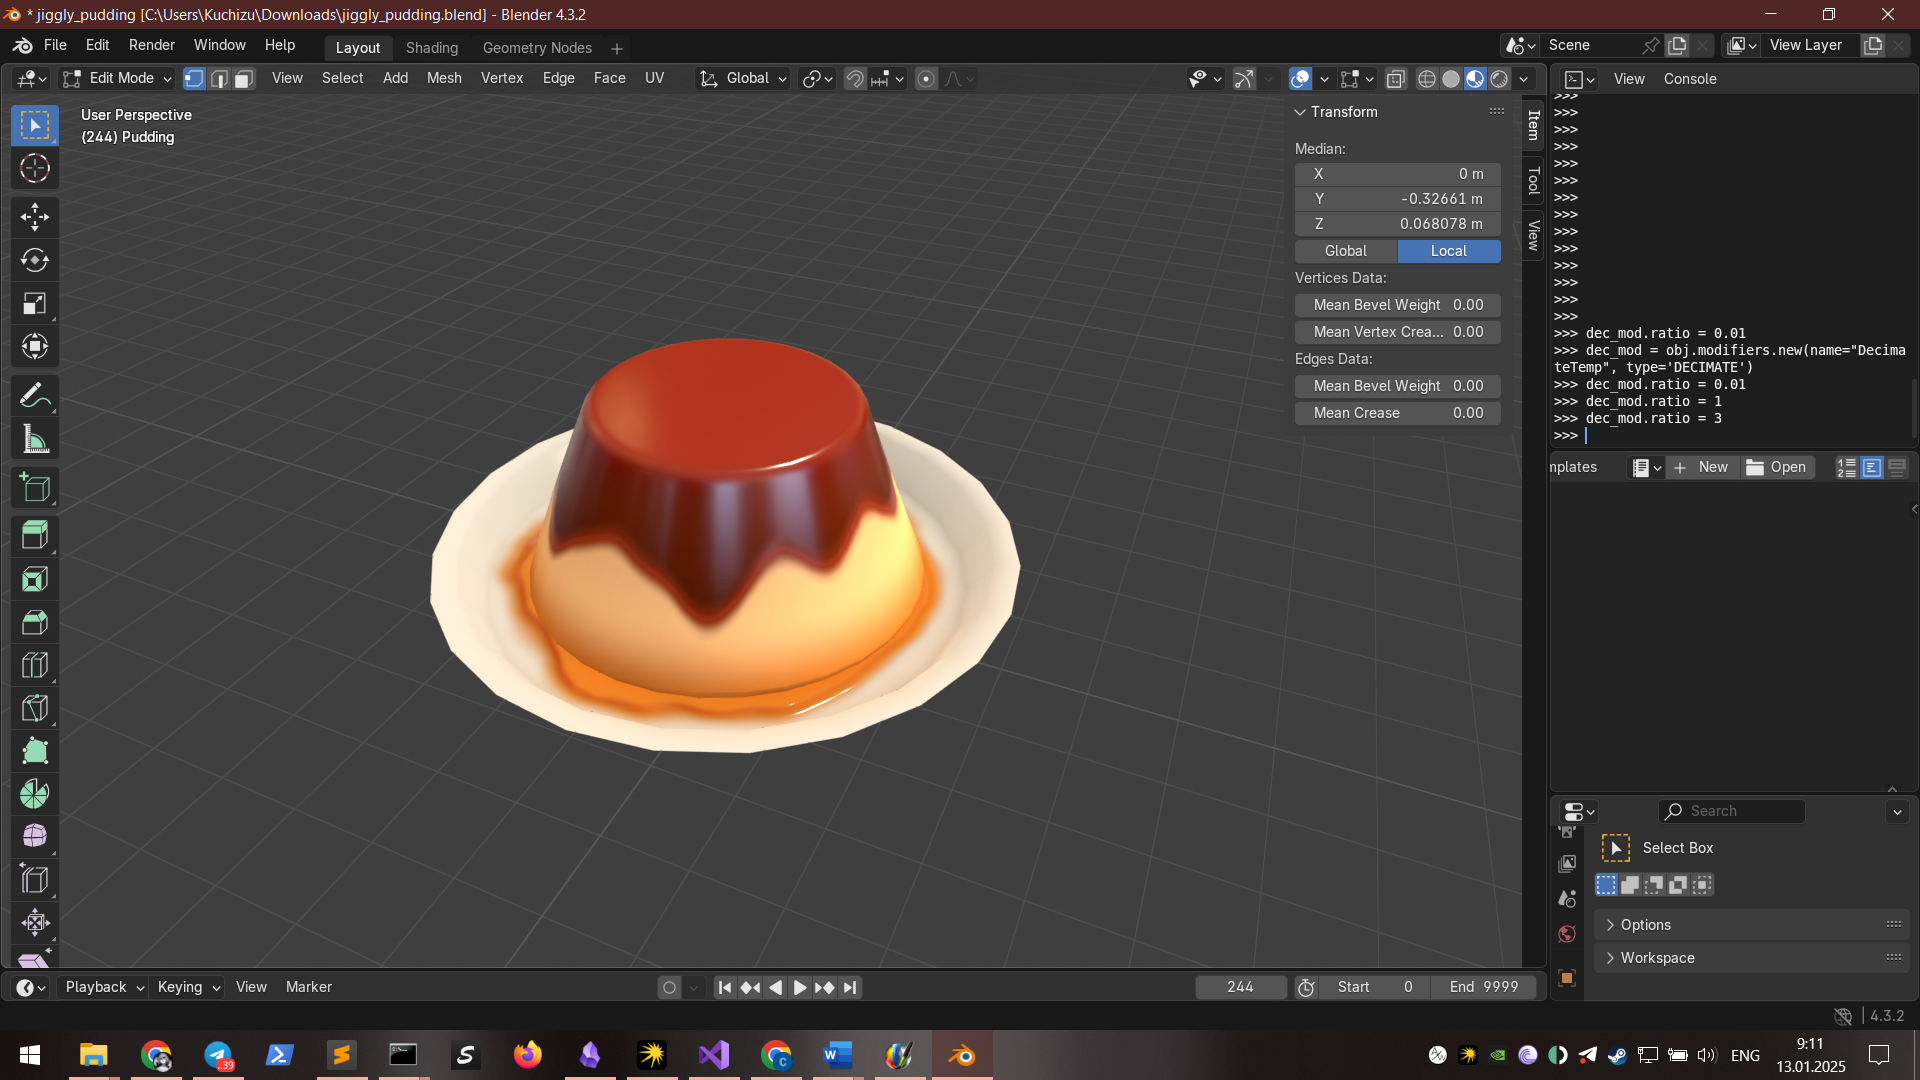 * jiggly_pudding [C:\Users\Kuchizu\Downloads\jiggly_pudding.blend] - Blender 4.3.2
File Edit Render Window Help
Layout Shading Geometry Nodes
Scene
View Layer
Edit Mode
View Select Add Mesh Vertex Edge Face UV
Global
View Console
User Perspective
(244) Pudding
Transform
Median:
X 0 m
Y -0.32661 m
Z 0.068078 m
Global Local
Vertices Data:
Mean Bevel Weight 0.00
Mean Vertex Crea... 0.00
Edges Data:
Mean Bevel Weight 0.00
Mean Crease 0.00
Item
Tool
View
>>>
>>>
>>>
>>>
>>>
>>>
>>>
>>>
>>>
>>>
>>>
>>>
>>>
>>>
>>> dec_mod.ratio = 0.01
>>> dec_mod = obj.modifiers.new(name="Decima
teTemp", type='DECIMATE')
>>> dec_mod.ratio = 0.01
>>> dec_mod.ratio = 1
>>> dec_mod.ratio = 3
>>>
mplates
New
Open
Search
Select Box
Options
Workspace
Playback Keying View Marker
244
Start 0
End 9999
4.3.2
39
ENG
9:11
13.01.2025